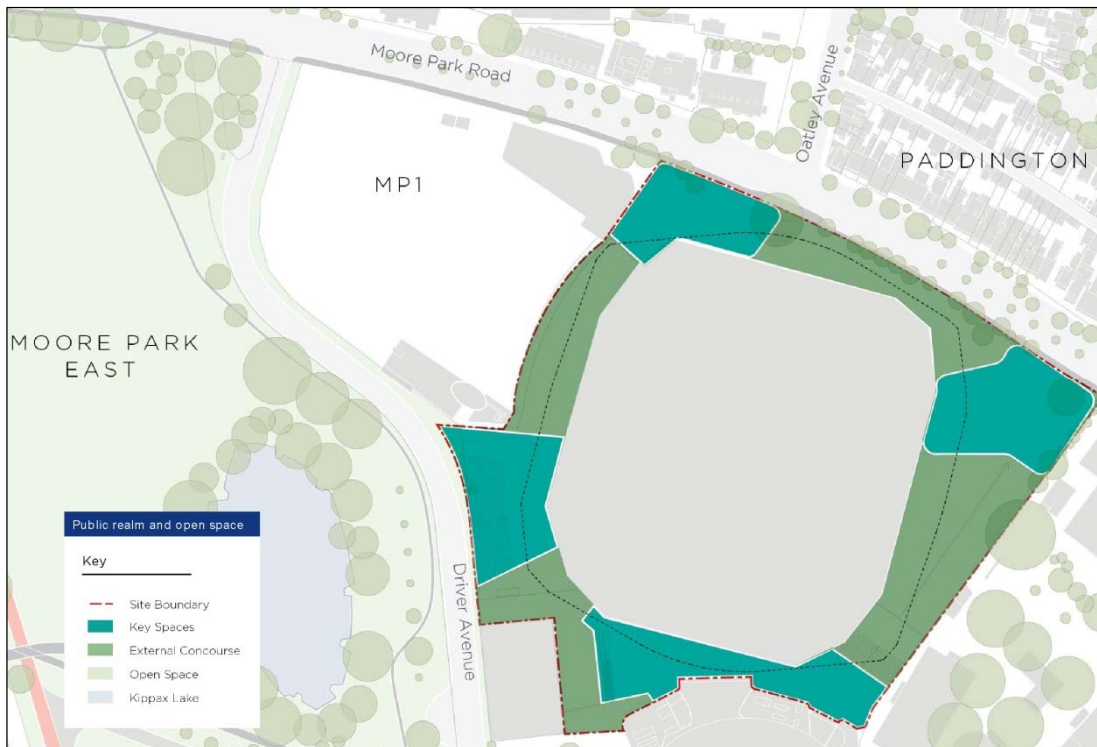 Moore Park Road
Oatley Avenue
PADDINGTON
MP1
MOORE PARK
EAST
Driver Avenue
Public realm and open space
Key
Site Boundary
Key Spaces
External Concourse
Open Space
Kippax Lake